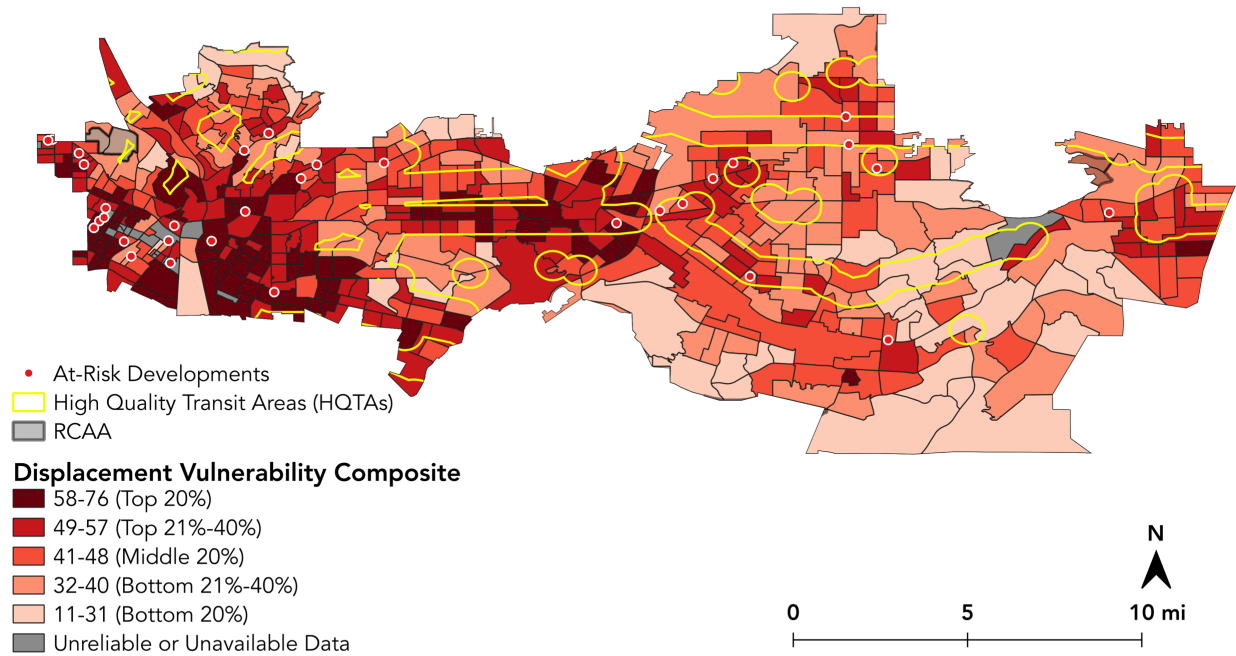 At-Risk Developments
High Quality Transit Areas (HQTAs)
RCAA
Displacement Vulnerability Composite
58-76 (Top 20%)
49-57 (Top 21%-40%)
41-48 (Middle 20%)
32-40 (Bottom 21%-40%)
11-31 (Bottom 20%)
Unreliable or Unavailable Data
N
0 5 10 mi